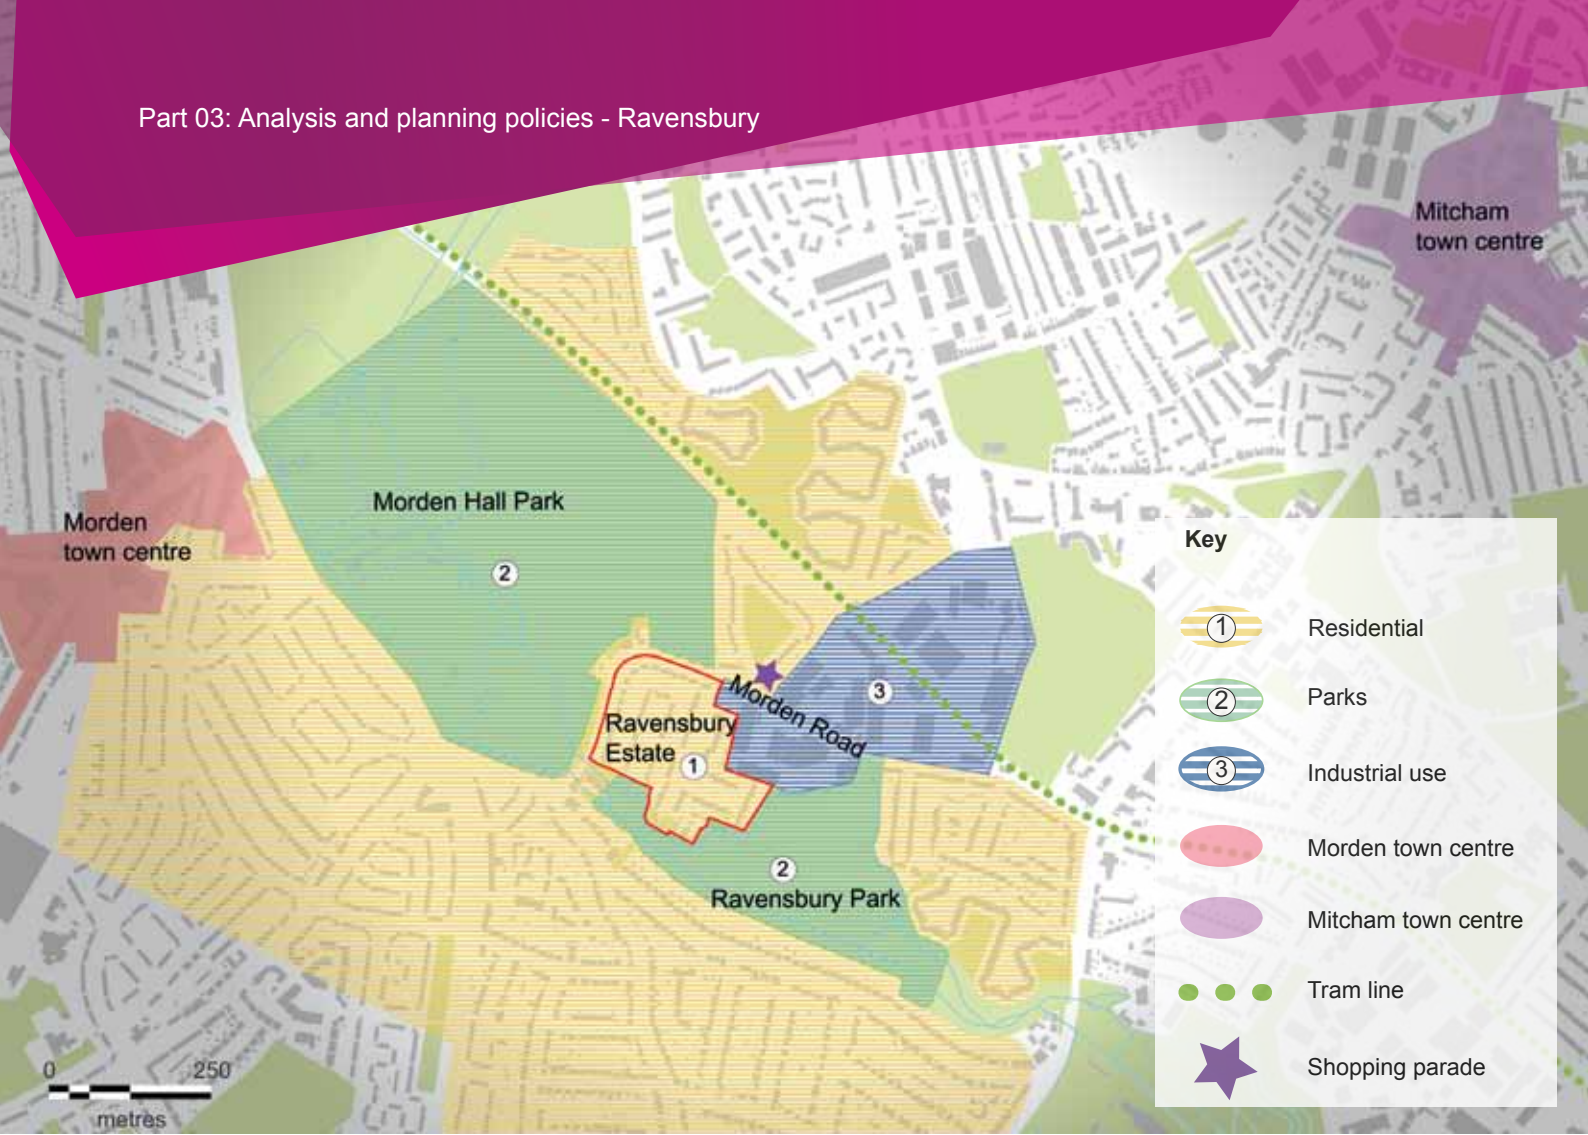 Part 03: Analysis and planning policies - Ravensbury
Mitcham
town centre
Morden Hall Park
Morden
town centre
2
Key
1 Residential
2 Parks
3 Industrial use
Morden town centre
Mitcham town centre
Tram line
Shopping parade
Morden Road
3
Ravensbury
Estate
1
2
Ravensbury Park
0 250
metres